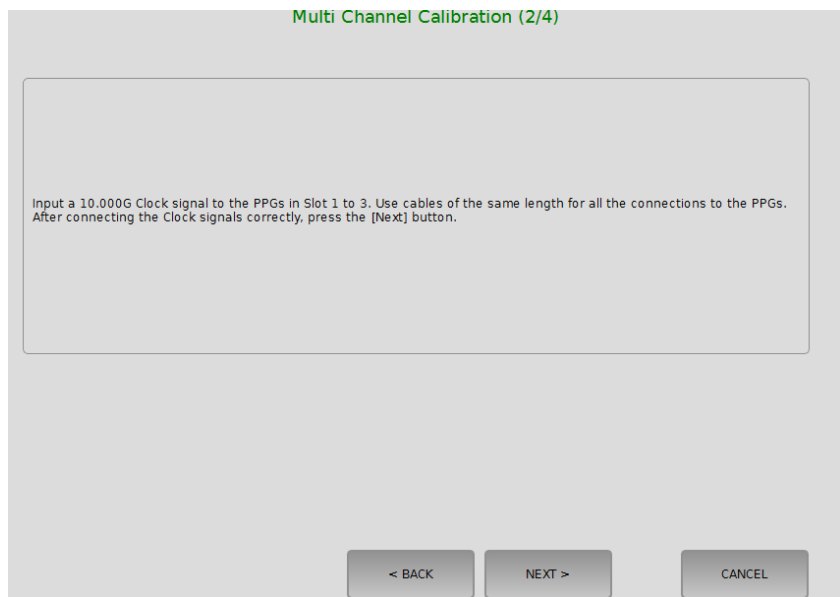 Multi Channel Calibration (2/4)
Input a 10.000G Clock signal to the PPGs in Slot 1 to 3. Use cables of the same length for all the connections to the PPGs.
After connecting the Clock signals correctly, press the [Next] button.
< BACK
NEXT >
CANCEL